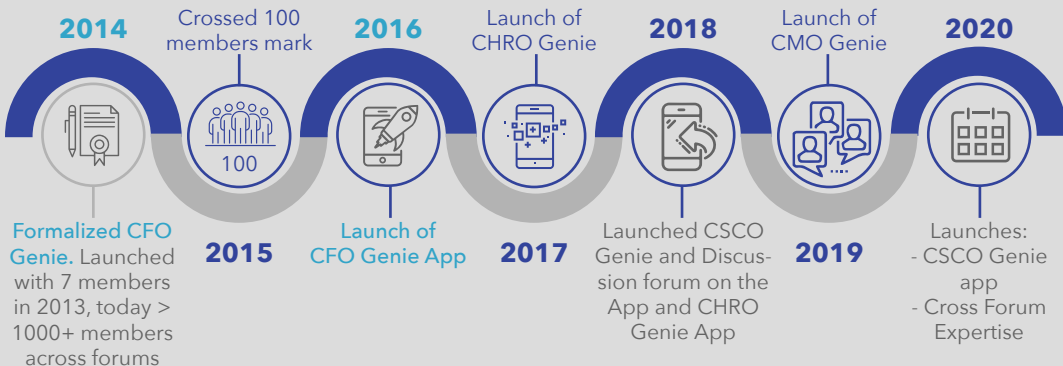 2014
Formalized CFO
Genie. Launched
with 7 members
in 2013, today >
1000+ members
across forums
Crossed 100
members mark
100
2015
2016
Launch of
CFO Genie App
Launch of
CHRO Genie
2017
2018
Launched CSCO
Genie and Discus-
sion forum on the
App and CHRO
Genie App
Launch of
CMO Genie
2019
2020
Launches:
- CSCO Genie
app
- Cross Forum
Expertise